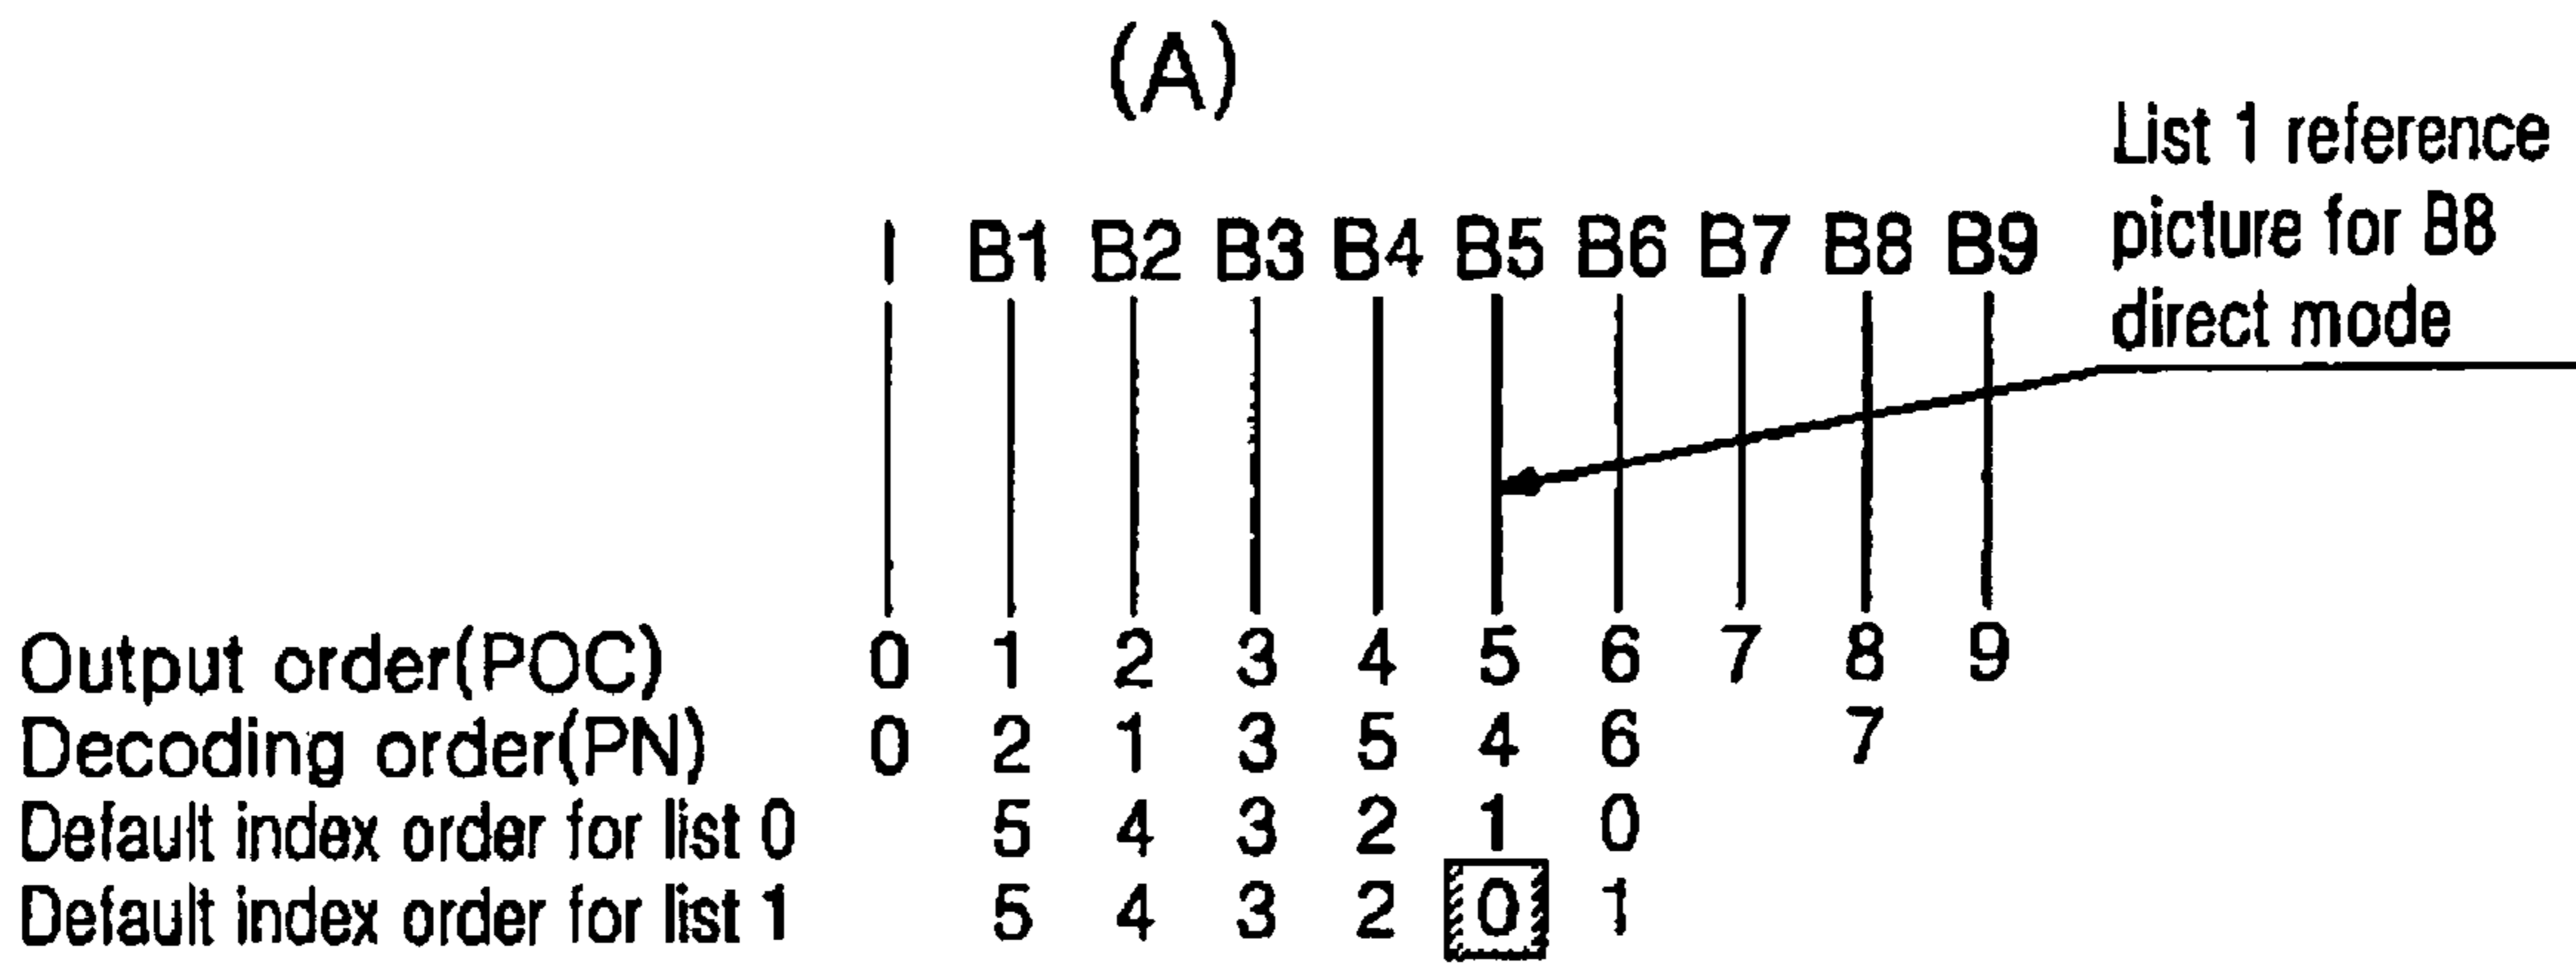 (A)
List 1 reference
picture for B8
direct mode
I B1 B2 B3 B4 B5 B6 B7 B8 B9
Output order(POC) 0 1 2 3 4 5 6 7 8 9
Decoding order(PN) 0 2 1 3 5 4 6 7
Default index order for list 0 5 4 3 2 1 0
Default index order for list 1 5 4 3 2 0 1